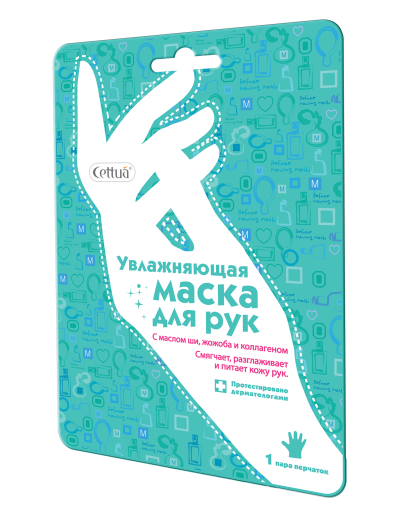 Cettua
Увлажняющая
маска
для рук
С маслом ши, жожоба и коллагеном
Смягчает, разглаживает
и питает кожу рук.
Протестировано
дерматологами
1 пара перчаток